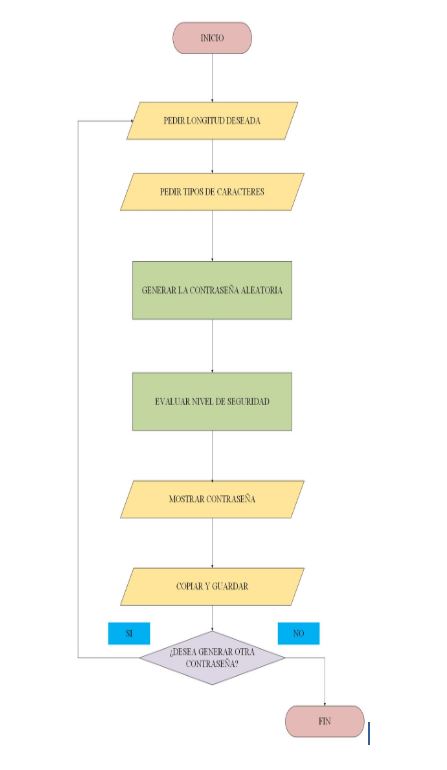 INICIO
PEDIR LONGITUD DESEADA
PEDIR TIPOS DE CARACTERES
GENERAR LA CONTRASEÑA ALEATORIA
EVALUAR NIVEL DE SEGURIDAD
MOSTRAR CONTRASEÑA
COPIAR Y GUARDAR
SI
NO
¿DESEA GENERAR OTRA
CONTRASEÑA?
FIN